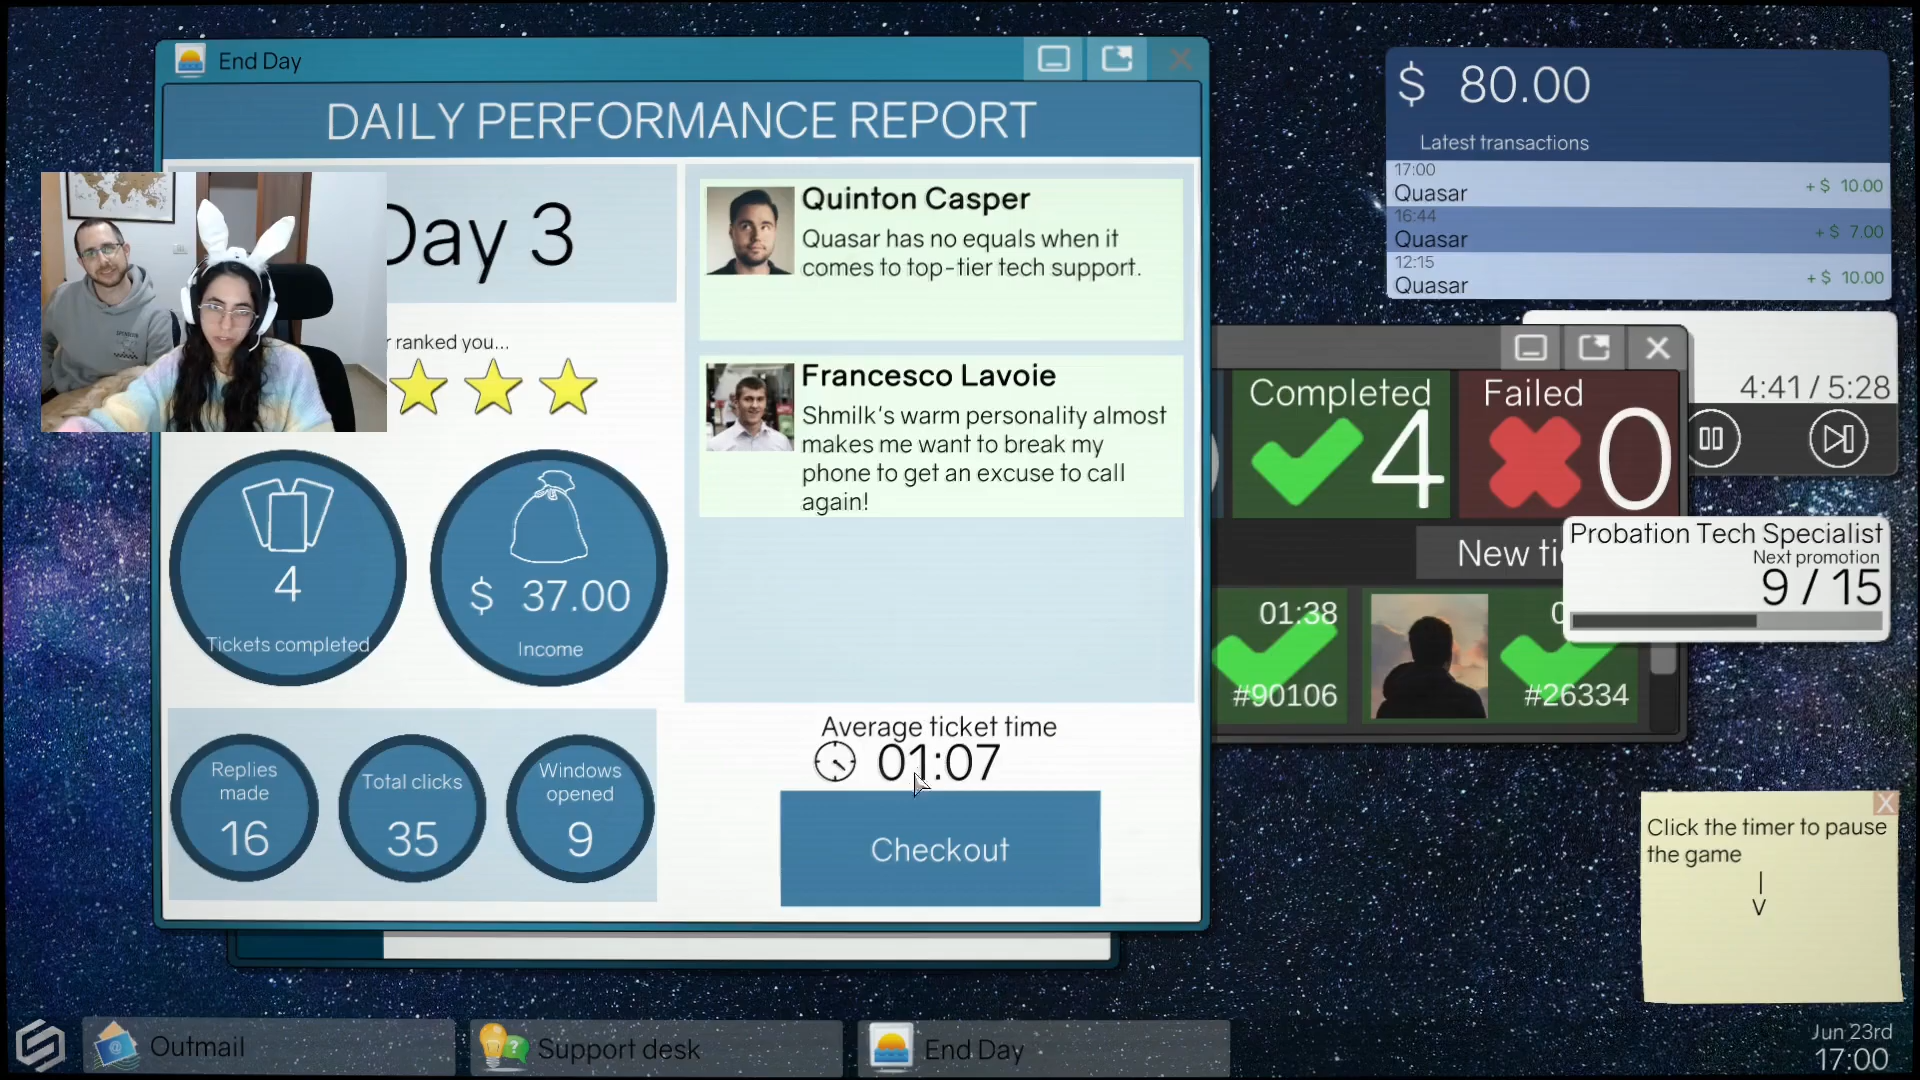 End Day
DAILY PERFORMANCE REPORT
Day 3
ranked you...
4
Tickets completed
$ 37.00
Income
Replies
made
16
Total clicks
35
Windows
opened
9
Quinton Casper
Quasar has no equals when it
comes to top-tier tech support.
Francesco Lavoie
Shmilk's warm personality almost
makes me want to break my
phone to get an excuse to call
again!
Average ticket time
01:07
Checkout
$ 80.00
Latest transactions
17:00
Quasar
+ $ 10.00
16:44
Quasar
+ $ 7.00
12:15
Quasar
+ $ 10.00
4:41 / 5:28
Completed
4
Failed
0
New
01:38
#90106
#26334
Probation Tech Specialist
Next promotion
9 / 15
X
Click the timer to pause
the game
|
V
Outmail
Support desk
End Day
Jun 23rd
17:00